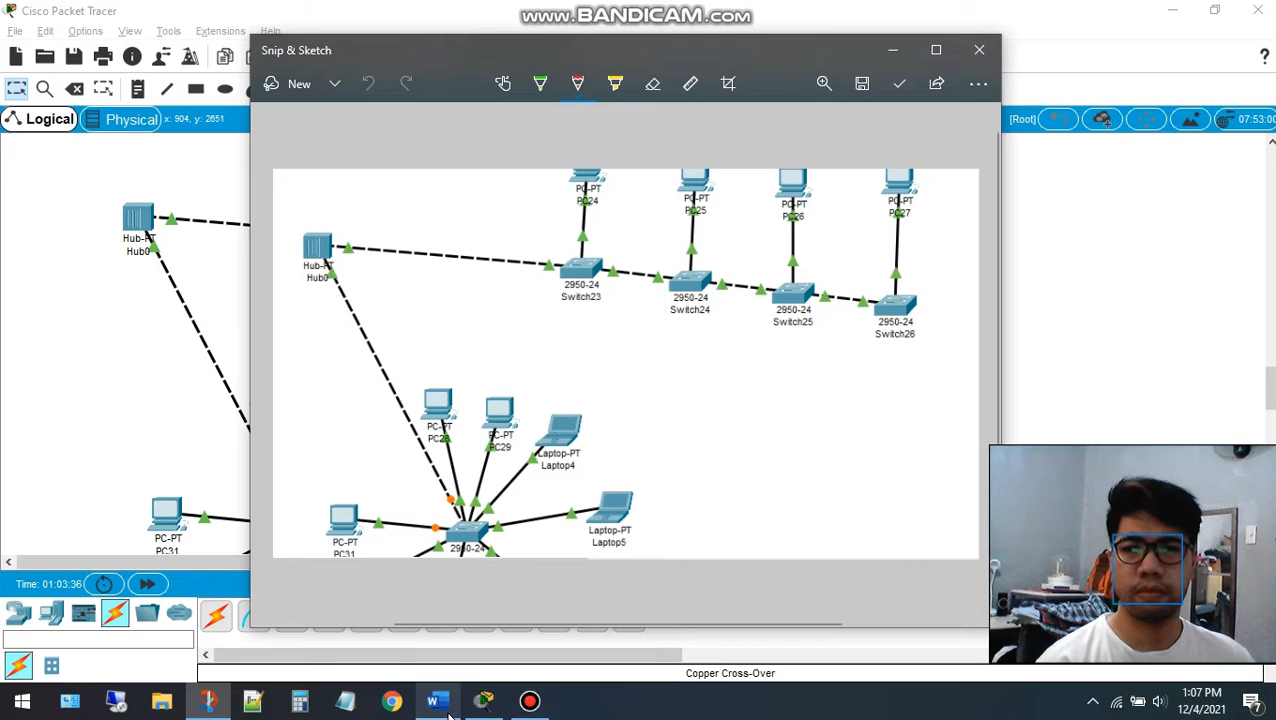 Cisco Packet Tracer
www.BANDICAM.com
File Edit Options View Tools Extensions Help
Snip & Sketch
New
Logical
Physical
x: 904, y: 2651
[Root]
07:53:00
PC-PT
PC24
PC-PT
PC25
PC-PT
PC26
PC-PT
PC27
Hub-PT
Hub0
Hub-PT
Hub0
2950-24
Switch23
2950-24
Switch24
2950-24
Switch25
2950-24
Switch26
PC-PT
PC28
PC-PT
PC29
Laptop-PT
Laptop4
Laptop-PT
Laptop5
PC-PT
PC31
2950-24
PC-PT
PC31
Time: 01:03:36
Copper Cross-Over
1:07 PM
12/4/2021
7